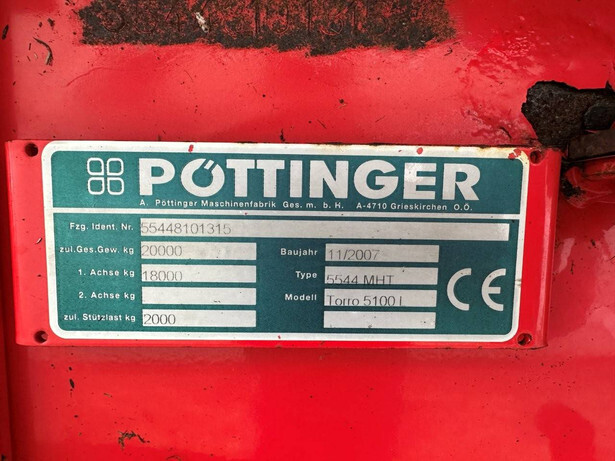 PÖTTINGER
A. Pöttinger Maschinenfabrik Ges. m. b. H. A-4710 Grieskirchen O.Ö.
Fzg. Ident. Nr. 55448101315
zul.Ges.Gew. kg 20000 Baujahr 11/2007
1. Achse kg 18000 Type 5544 MHT
2. Achse kg Modell Torro 5100 L
zul. Stützlast kg 2000
CE